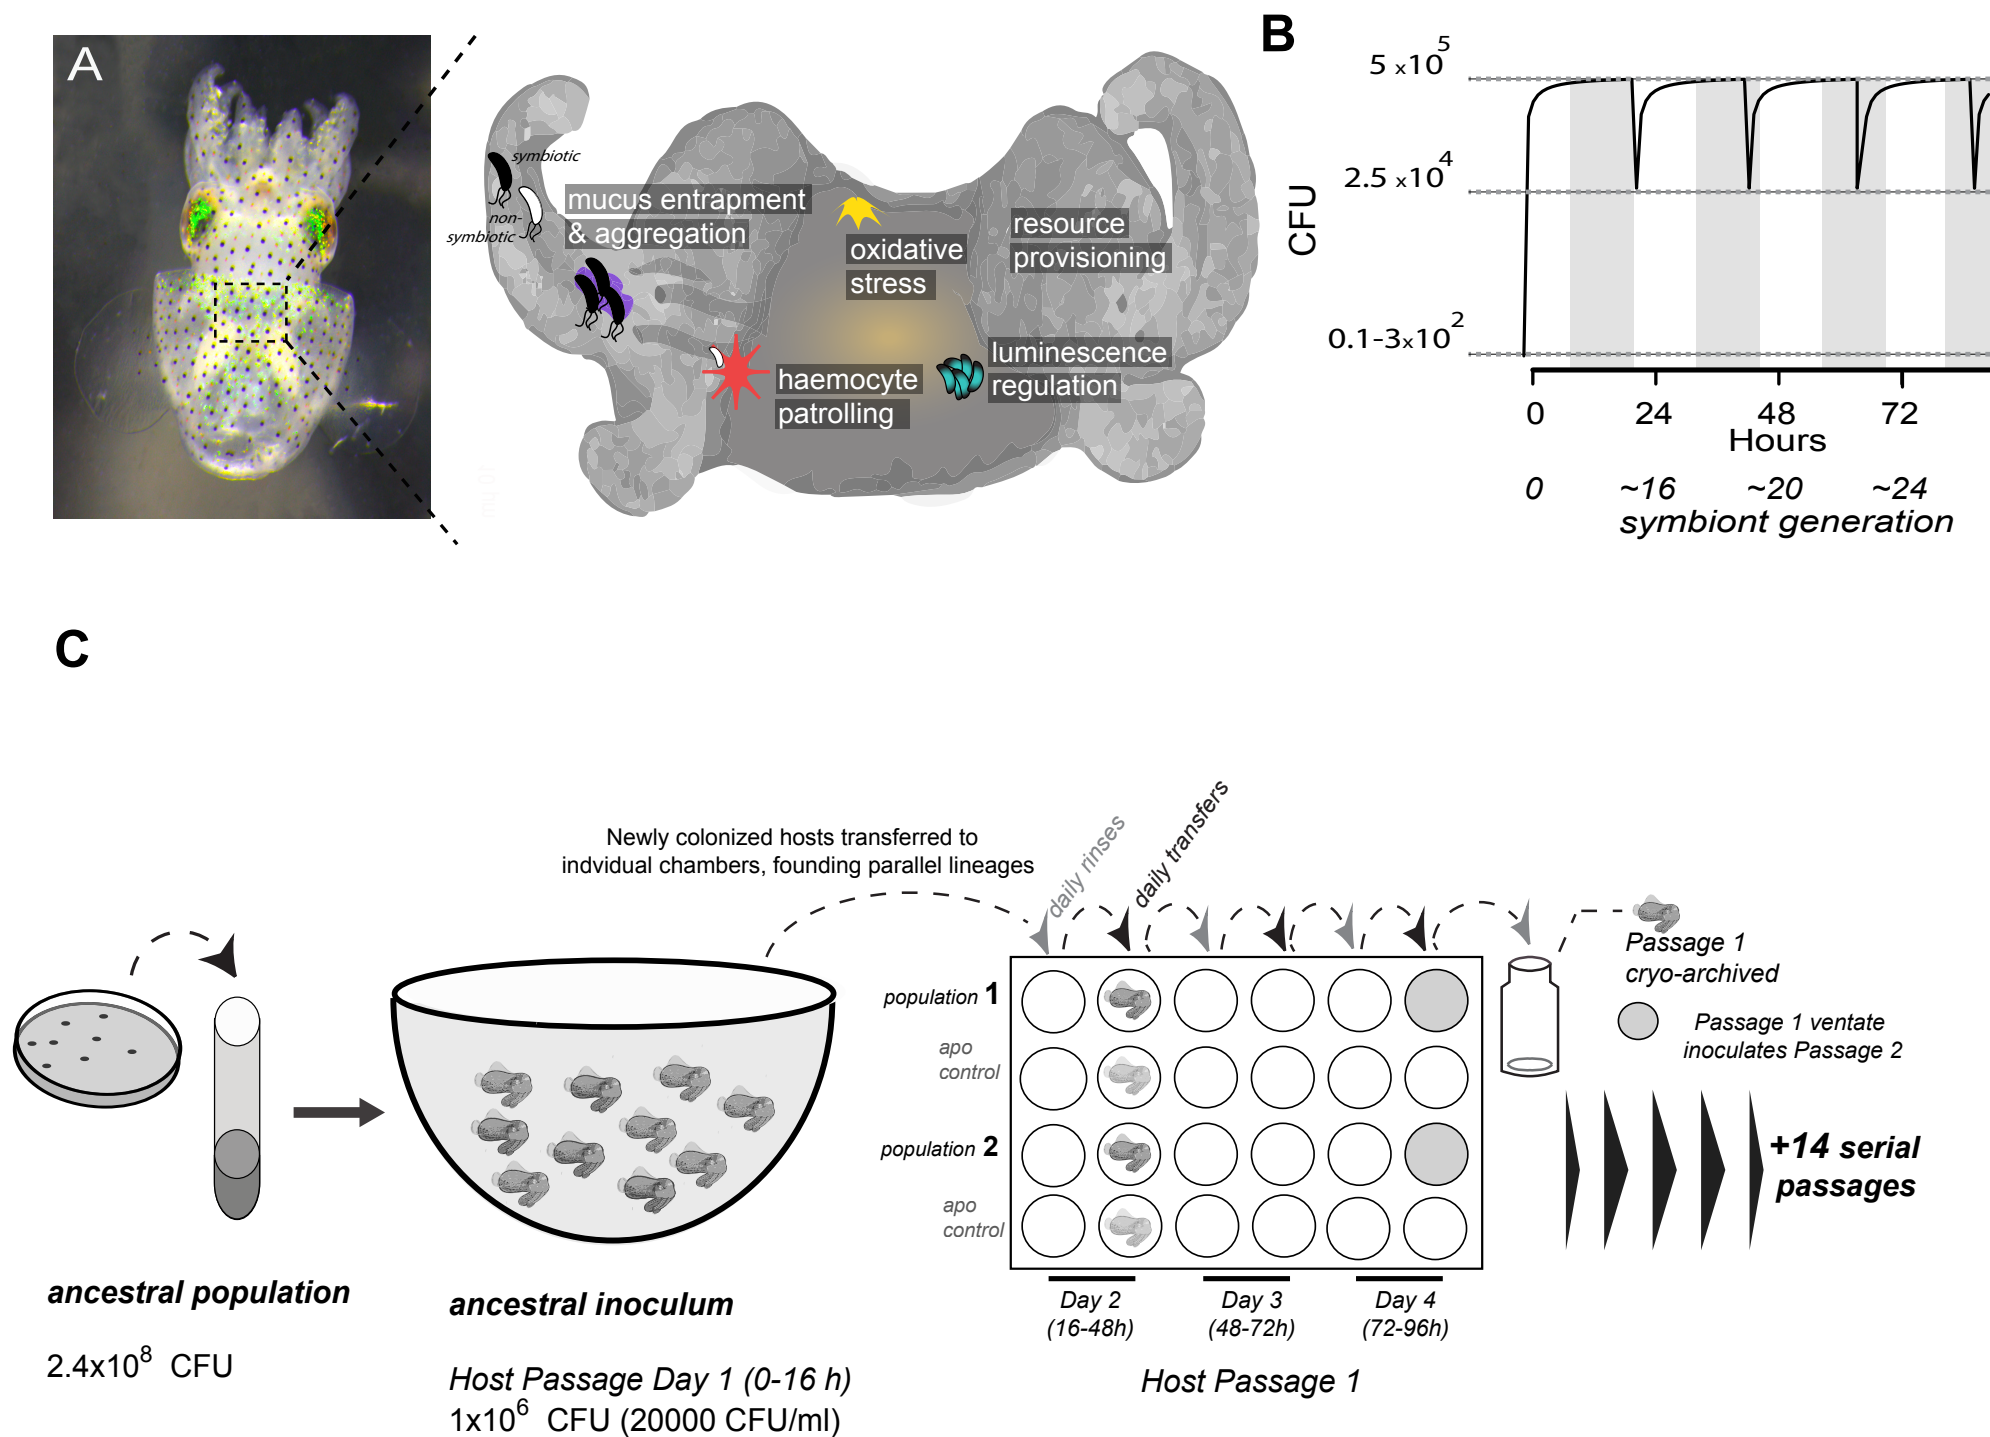 A
symbiotic
non-
symbiotic
mucus entrapment
& aggregation
oxidative
stress
resource
provisioning
haemocyte
patrolling
luminescence
regulation
10 um
B
5 x10^5
2.5 x10^4
0.1-3x10^2
CFU
0 24 48 72
Hours
0 ~16 ~20 ~24
symbiont generation
C
Newly colonized hosts transferred to
indvidual chambers, founding parallel lineages
daily rinses
daily transfers
population 1
apo
control
population 2
apo
control
Passage 1
cryo-archived
Passage 1 ventate
inoculates Passage 2
+14 serial
passages
ancestral population
2.4x10^8 CFU
ancestral inoculum
Host Passage Day 1 (0-16 h)
1x10^6 CFU (20000 CFU/ml)
Day 2
(16-48h)
Day 3
(48-72h)
Day 4
(72-96h)
Host Passage 1